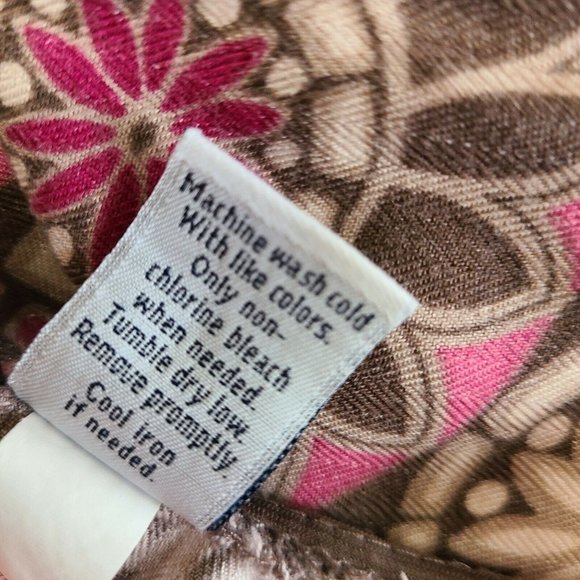 Machine wash cold
With like colors.
Only non-
chlorine bleach
when needed.
Tumble dry low.
Remove promptly.
Cool iron
if needed.